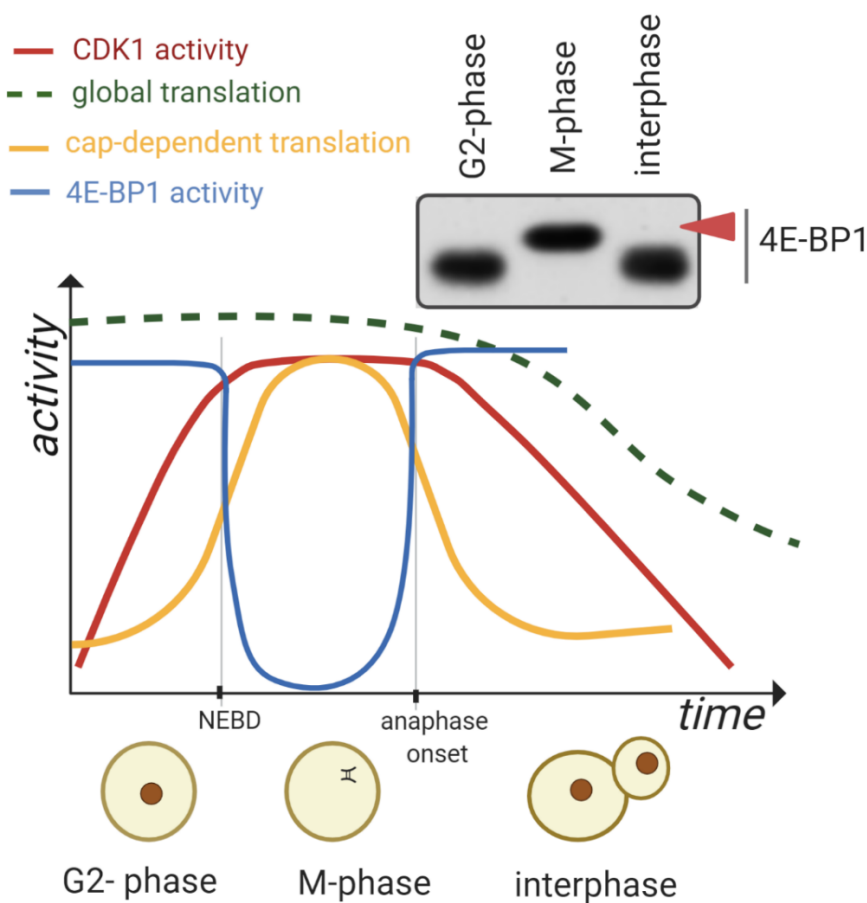 CDK1 activity
global translation
cap-dependent translation
4E-BP1 activity
G2-phase
M-phase
interphase
4E-BP1
activity
NEBD
anaphase
onset
time
G2- phase
M-phase
interphase